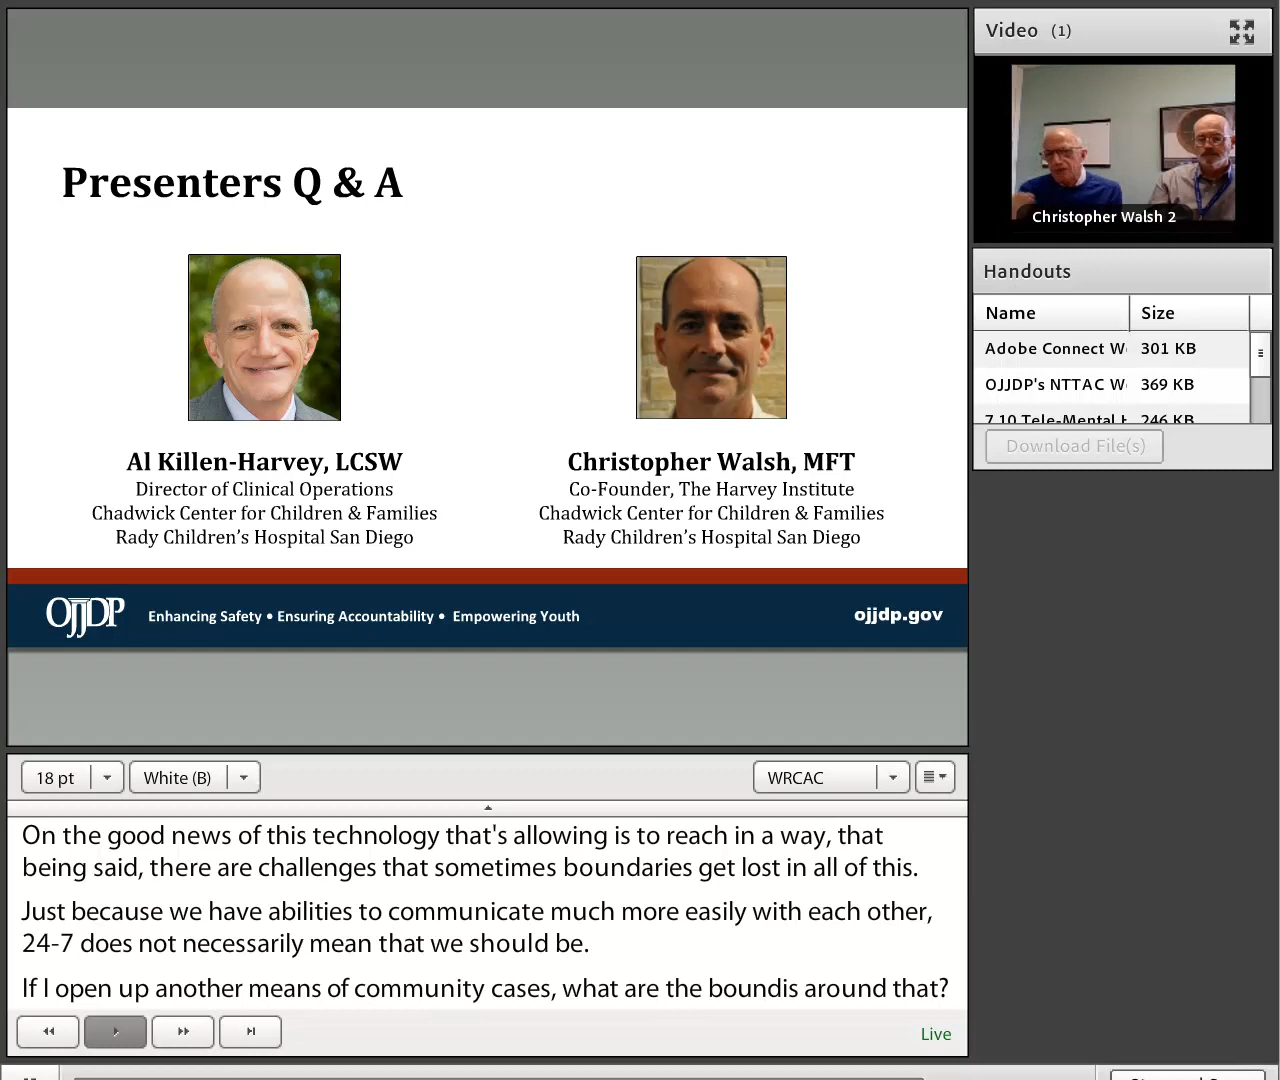 Presenters Q & A
Al Killen-Harvey, LCSW
Director of Clinical Operations
Chadwick Center for Children & Families
Rady Children's Hospital San Diego
Christopher Walsh, MFT
Co-Founder, The Harvey Institute
Chadwick Center for Children & Families
Rady Children's Hospital San Diego
OJJDP
Enhancing Safety • Ensuring Accountability • Empowering Youth
ojjdp.gov
Video (1)
Christopher Walsh 2
Handouts
Name Size
Adobe Connect W 301 KB
OJJDP's NTTAC W 369 KB
7.10 Tele-Mental 246 KB
Download File(s)
18 pt White (B) WRCAC
On the good news of this technology that's allowing is to reach in a way, that
being said, there are challenges that sometimes boundaries get lost in all of this.
Just because we have abilities to communicate much more easily with each other,
24-7 does not necessarily mean that we should be.
If I open up another means of community cases, what are the boundis around that?
Live